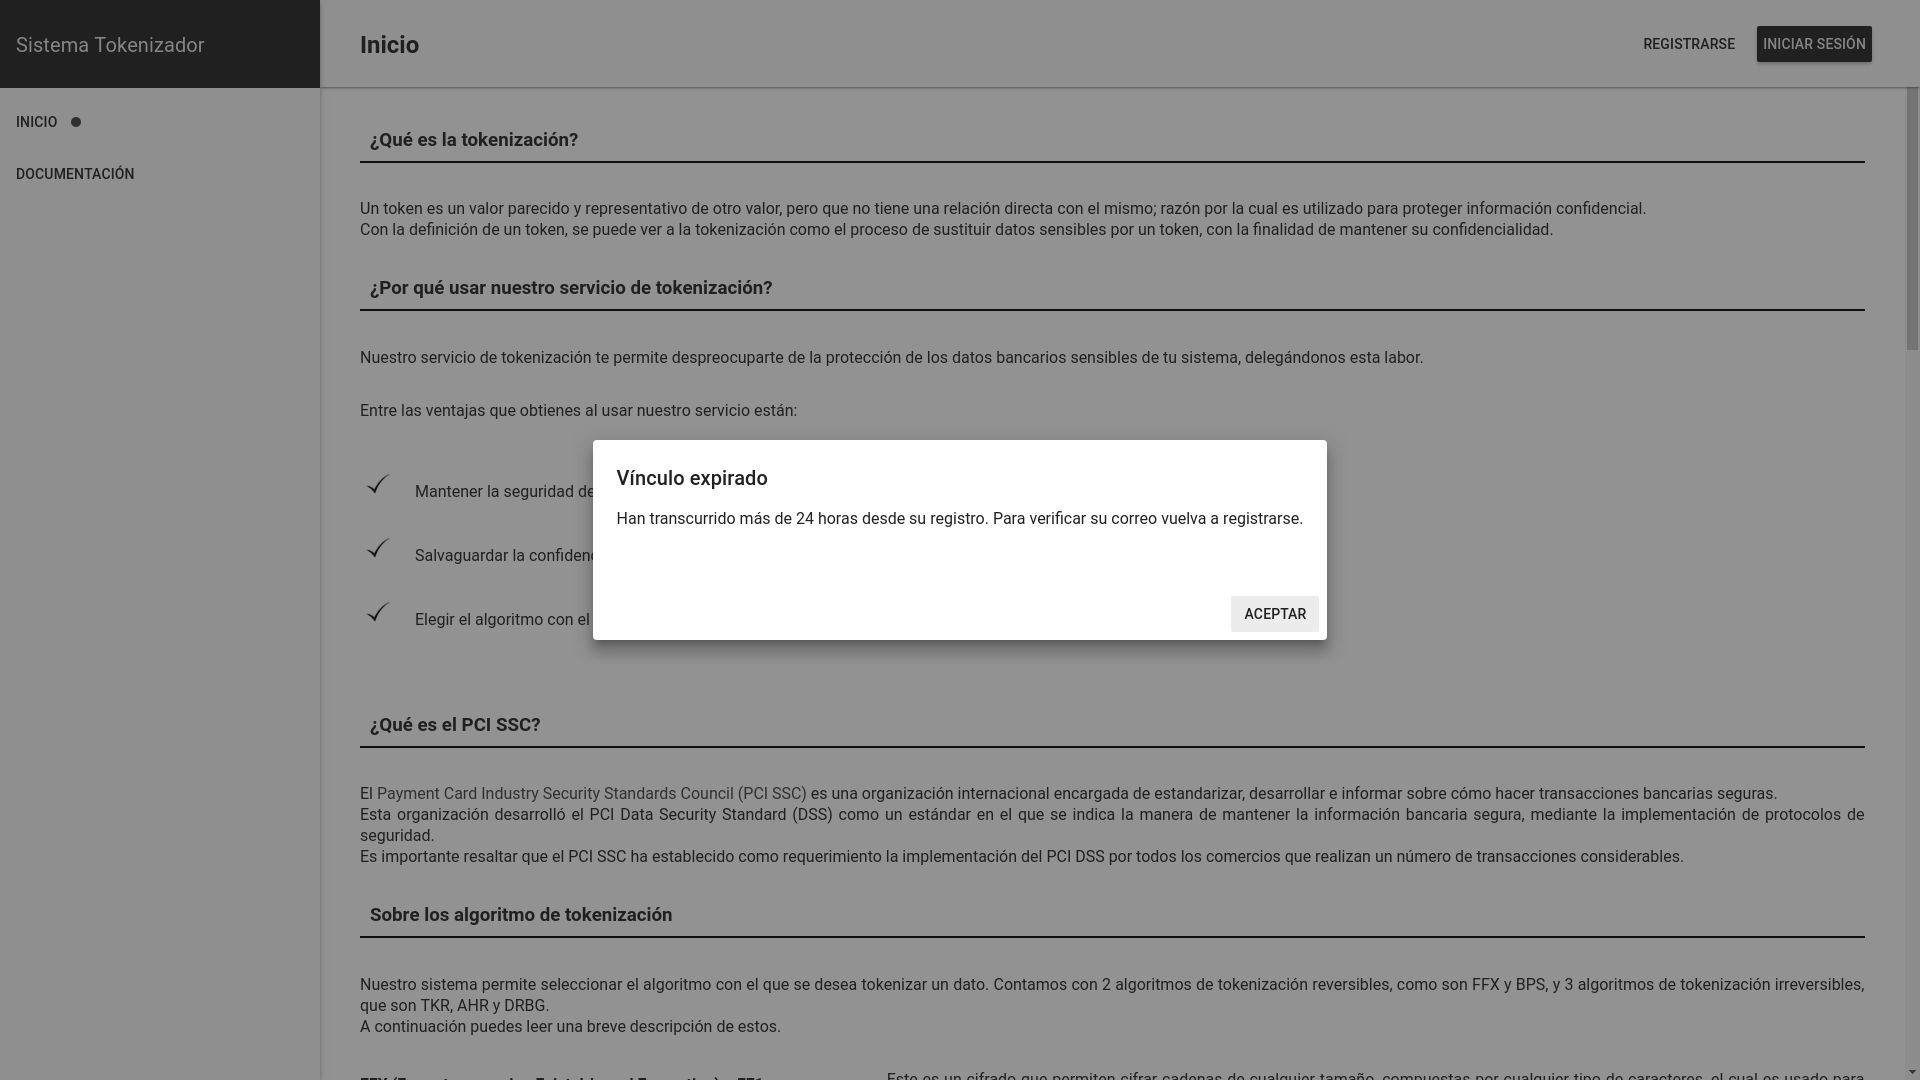 Sistema Tokenizador
Inicio
REGISTRARSE
INICIAR SESIÓN
INICIO
DOCUMENTACIÓN
¿Qué es la tokenización?
Un token es un valor parecido y representativo de otro valor, pero que no tiene una relación directa con el mismo; razón por la cual es utilizado para proteger información confidencial.
Con la definición de un token, se puede ver a la tokenización como el proceso de sustituir datos sensibles por un token, con la finalidad de mantener su confidencialidad.
¿Por qué usar nuestro servicio de tokenización?
Nuestro servicio de tokenización te permite despreocuparte de la protección de los datos bancarios sensibles de tu sistema, delegándonos esta labor.
Entre las ventajas que obtienes al usar nuestro servicio están:
Mantener la seguridad de
Salvaguardar la
Elegir el algoritmo con el
Vínculo expirado
Han transcurrido más de 24 horas desde su registro. Para verificar su correo vuelva a registrarse.
ACEPTAR
¿Qué es el PCI SSC?
El Payment Card Industry Security Standards Council (PCI SSC) es una organización internacional encargada de estandarizar, desarrollar e informar sobre cómo hacer transacciones bancarias seguras.
Esta organización desarrolló el PCI Data Security Standard (DSS) como un estándar en el que se indica la manera de mantener la información bancaria segura, mediante la implementación de protocolos de
seguridad.
Es importante resaltar que el PCI SSC ha establecido como requerimiento la implementación del PCI DSS por todos los comercios que realizan un número de transacciones considerables.
Sobre los algoritmo de tokenización
Nuestro sistema permite seleccionar el algoritmo con el que se desea tokenizar un dato. Contamos con 2 algoritmos de tokenización reversibles, como son FFX y BPS, y 3 algoritmos de tokenización irreversibles,
que son TKR, AHR y DRBG.
A continuación puedes leer una breve descripción de estos.
Este es un cifrado que permiten cifrar cadenas de cualquier tamaño, compuestas por cualquier tipo de caracteres, el cual es usado para